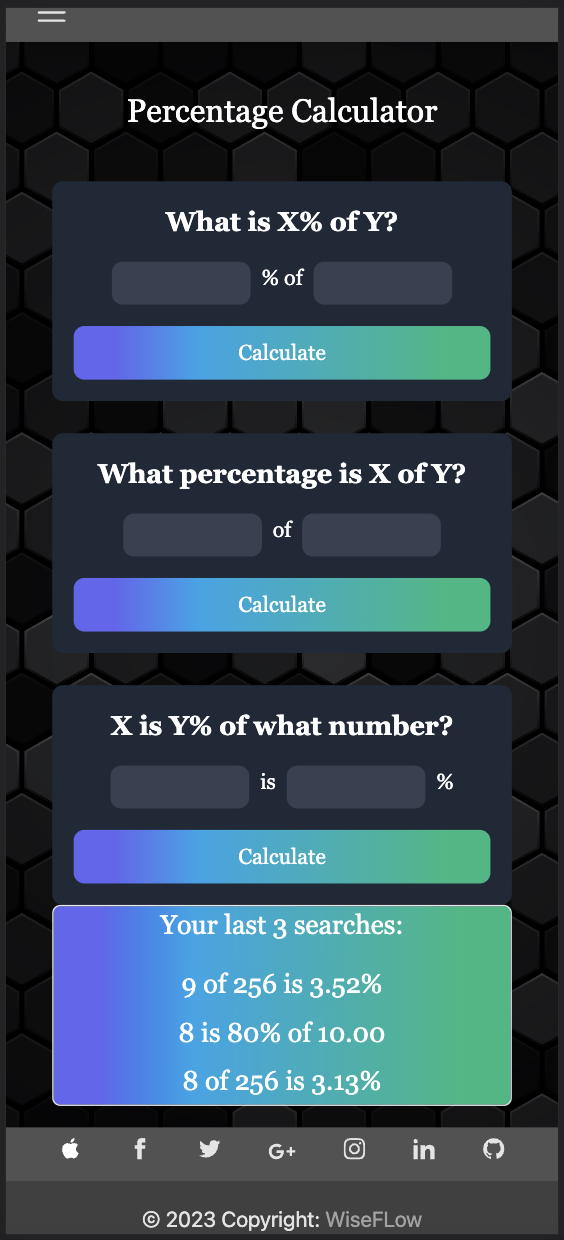 Percentage Calculator
What is X% of Y?
% of
Calculate
What percentage is X of Y?
of
Calculate
X is Y% of what number?
is %
Calculate
Your last 3 searches:
9 of 256 is 3.52%
8 is 80% of 10.00
8 of 256 is 3.13%
© 2023 Copyright: WiseFLow